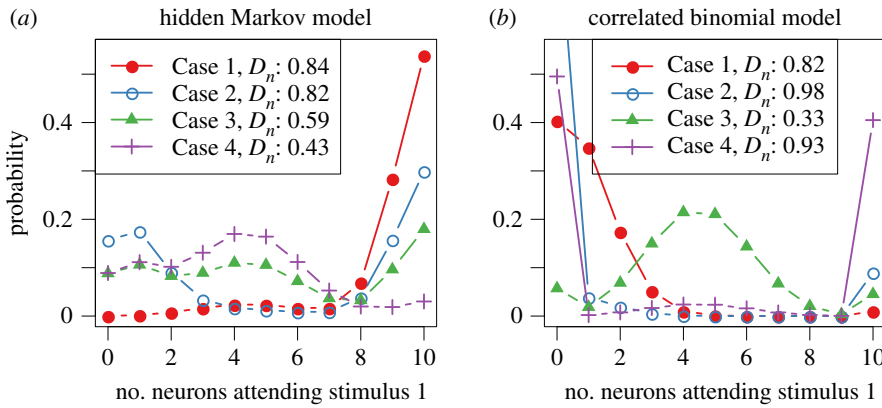 (a) hidden Markov model
Case 1, Dn: 0.84
Case 2, Dn: 0.82
Case 3, Dn: 0.59
Case 4, Dn: 0.43
probability
0.4
0.2
0
0 2 4 6 8 10
no. neurons attending stimulus 1
(b) correlated binomial model
Case 1, Dn: 0.82
Case 2, Dn: 0.98
Case 3, Dn: 0.33
Case 4, Dn: 0.93
0.4
0.2
0
0 2 4 6 8 10
no. neurons attending stimulus 1